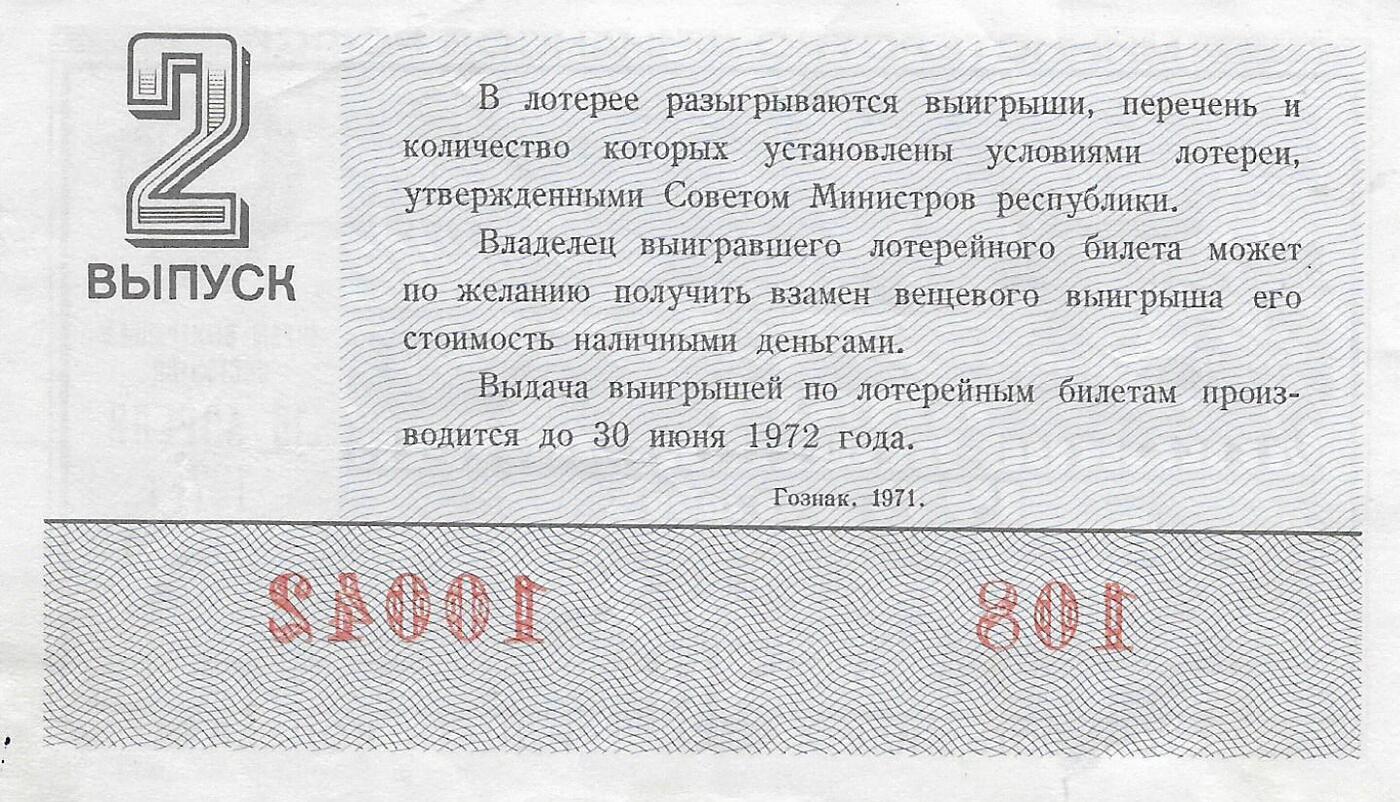 2
ВЫПУСК
В лотерее разыгрываются выигрыши, перечень и
количество которых установлены условиями лотереи,
утвержденными Советом Министров республики.
Владелец выигравшего лотерейного билета может
по желанию получить взамен вещевого выигрыша его
стоимость наличными деньгами.
Выдача выигрышей по лотерейным билетам произ-
водится до 30 июня 1972 года.
Гознак. 1971.
10042 108